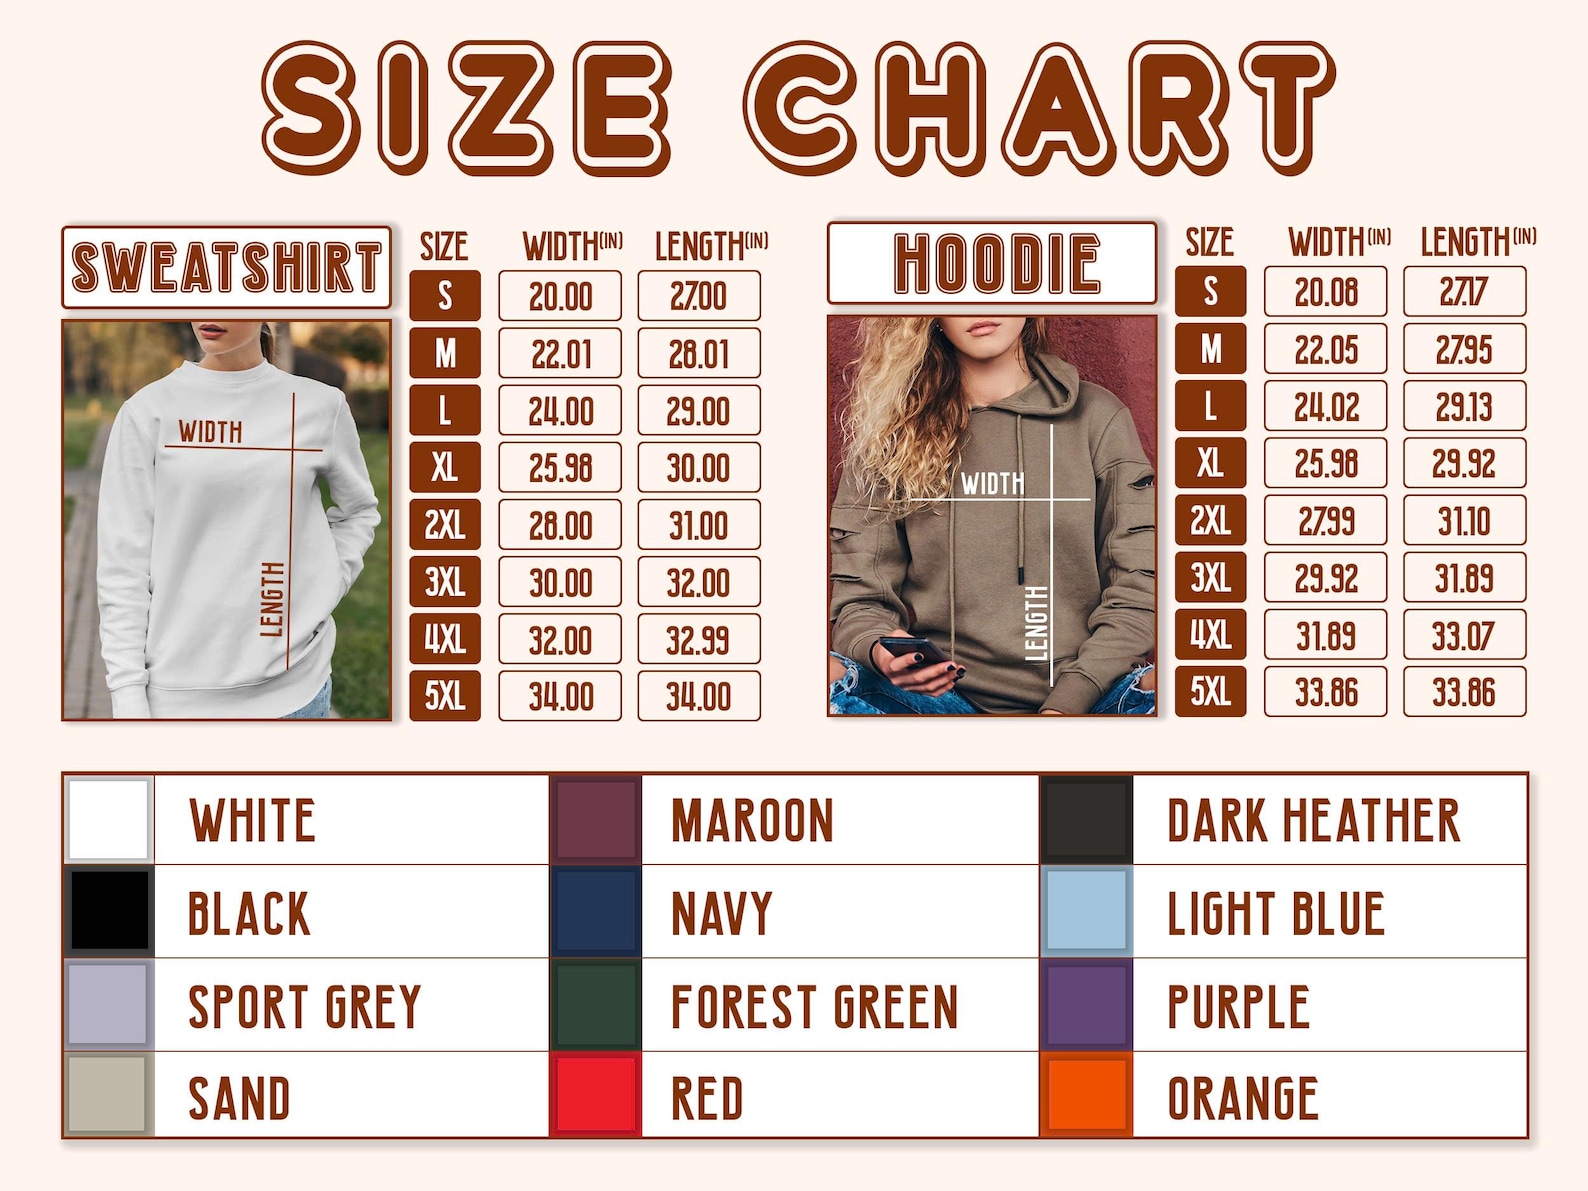 SIZE CHART
SWEATSHIRT
SIZE WIDTH(IN) LENGTH(IN)
S 20.00 27.00
M 22.01 28.01
L 24.00 29.00
XL 25.98 30.00
2XL 28.00 31.00
3XL 30.00 32.00
4XL 32.00 32.99
5XL 34.00 34.00
WIDTH
LENGTH
HOODIE
SIZE WIDTH(IN) LENGTH(IN)
S 20.08 27.17
M 22.05 27.95
L 24.02 29.13
XL 25.98 29.92
2XL 27.99 31.10
3XL 29.92 31.89
4XL 31.89 33.07
5XL 33.86 33.86
WIDTH
LENGTH
WHITE MAROON DARK HEATHER
BLACK NAVY LIGHT BLUE
SPORT GREY FOREST GREEN PURPLE
SAND RED ORANGE